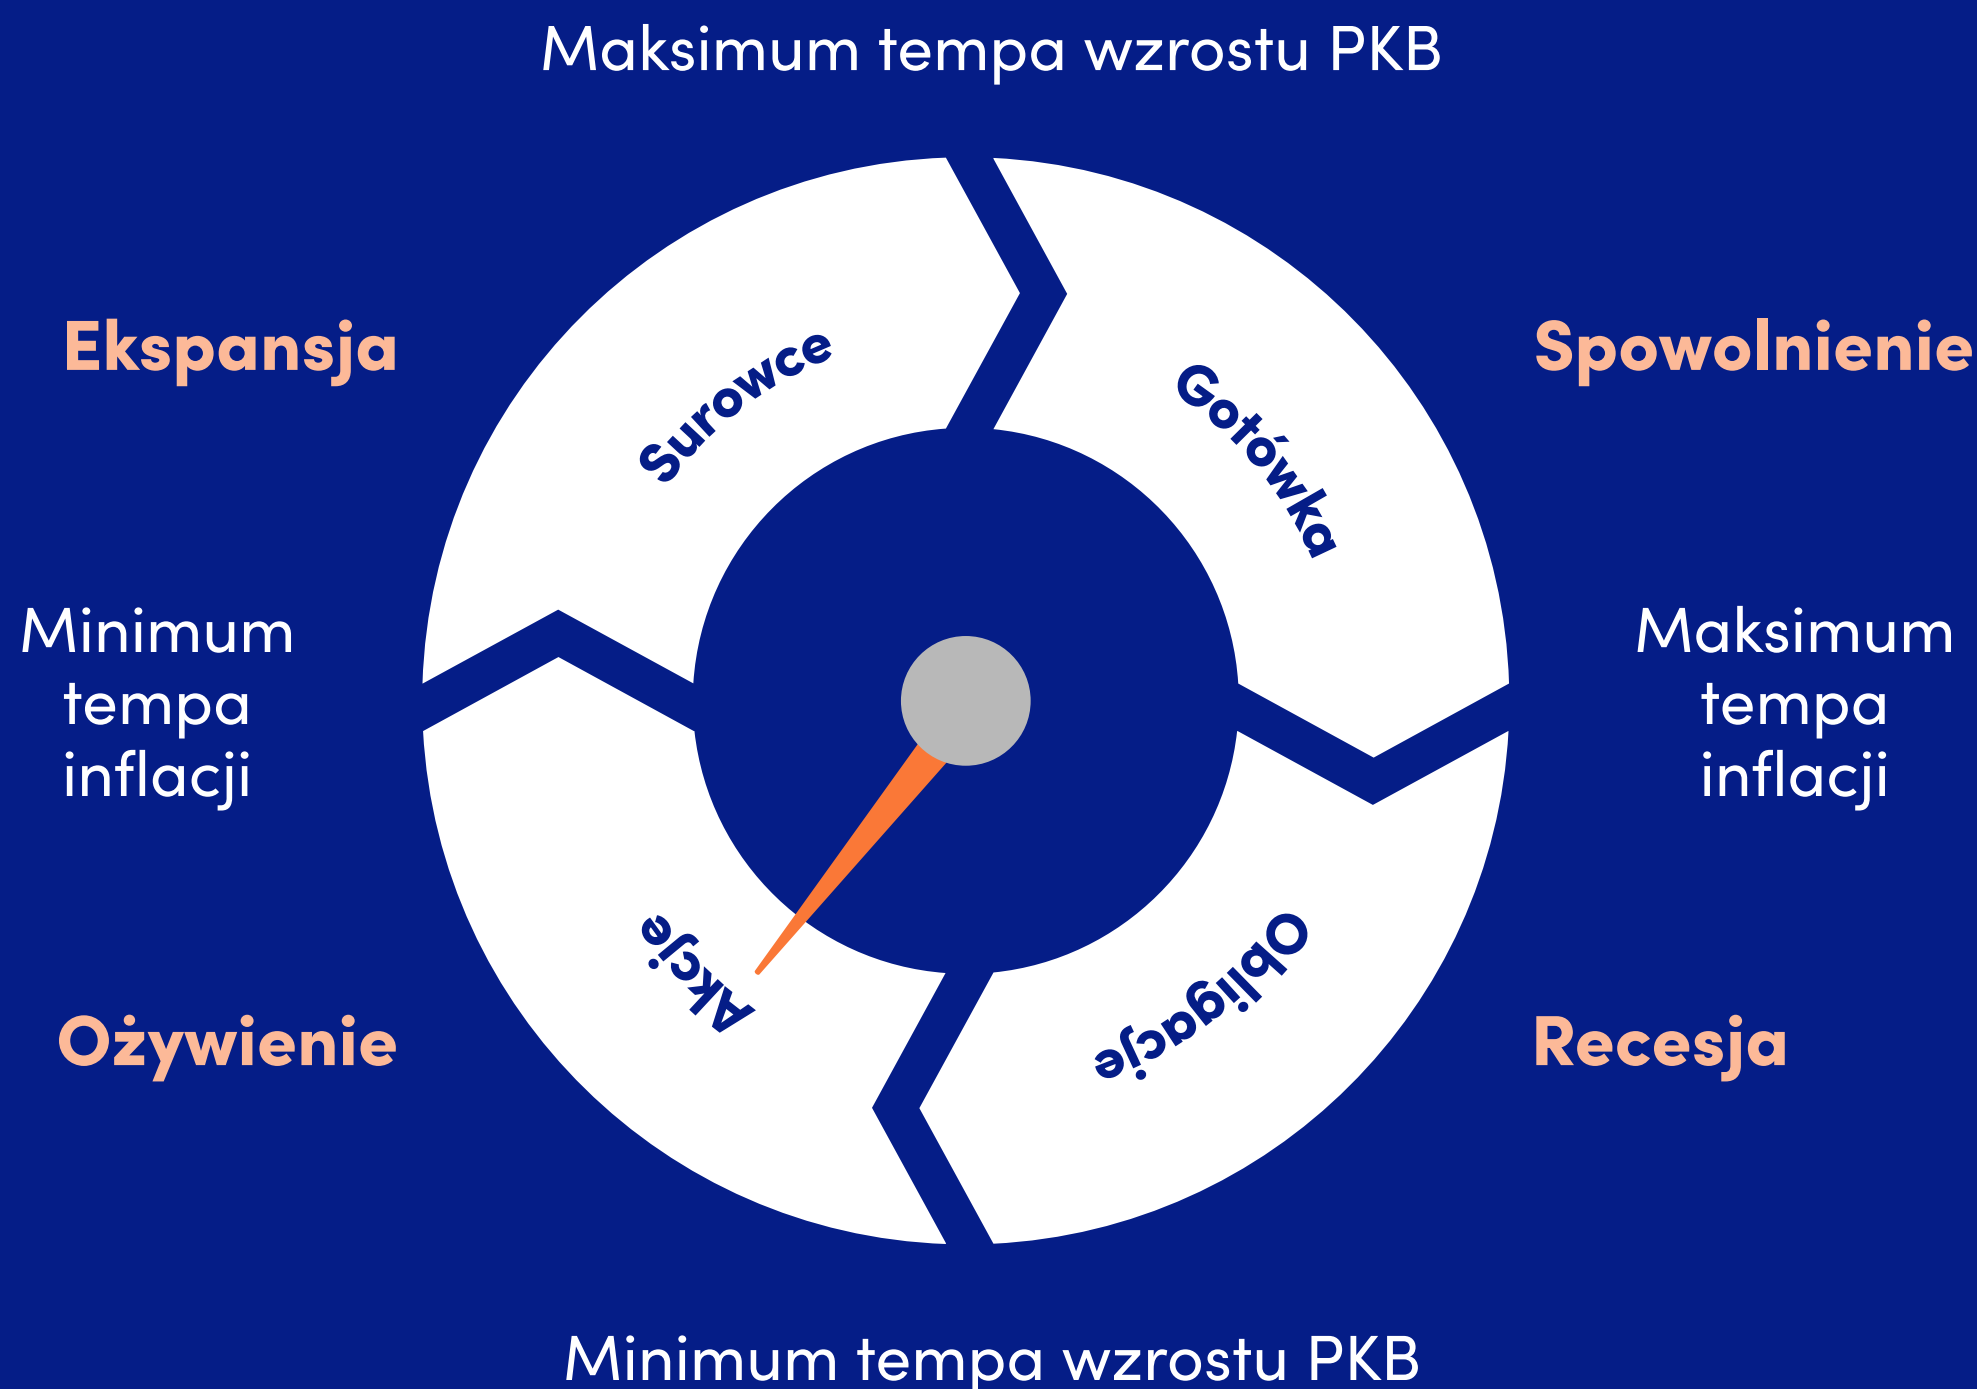 Maksimum tempa wzrostu PKB
Ekspansja
Surowce
Gotówka
Spowolnienie
Minimum
tempa
inflacji
Maksimum
tempa
inflacji
Akcje
Obligacje
Ożywienie
Recesja
Minimum tempa wzrostu PKB